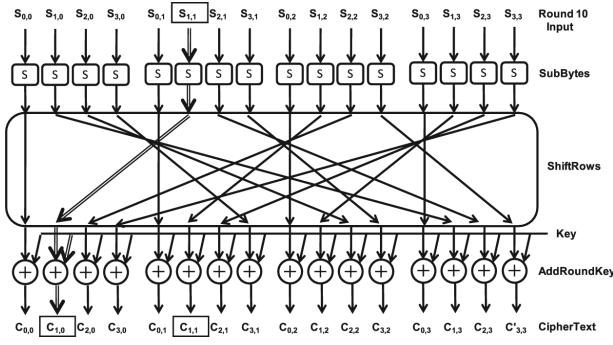 S0,0 S1,0 S2,0 S3,0 S0,1 S1,1 S2,1 S3,1 S0,2 S1,2 S2,2 S3,2 S0,3 S1,3 S2,3 S3,3 Round 10
Input
S S S S S S S S S S S S S S S S SubBytes
ShiftRows
Key
+ + + + + + + + + + + + + + + + AddRoundKey
C0,0 C1,0 C2,0 C3,0 C0,1 C1,1 C2,1 C3,1 C0,2 C1,2 C2,2 C3,2 C0,3 C1,3 C2,3 C'3,3 CipherText